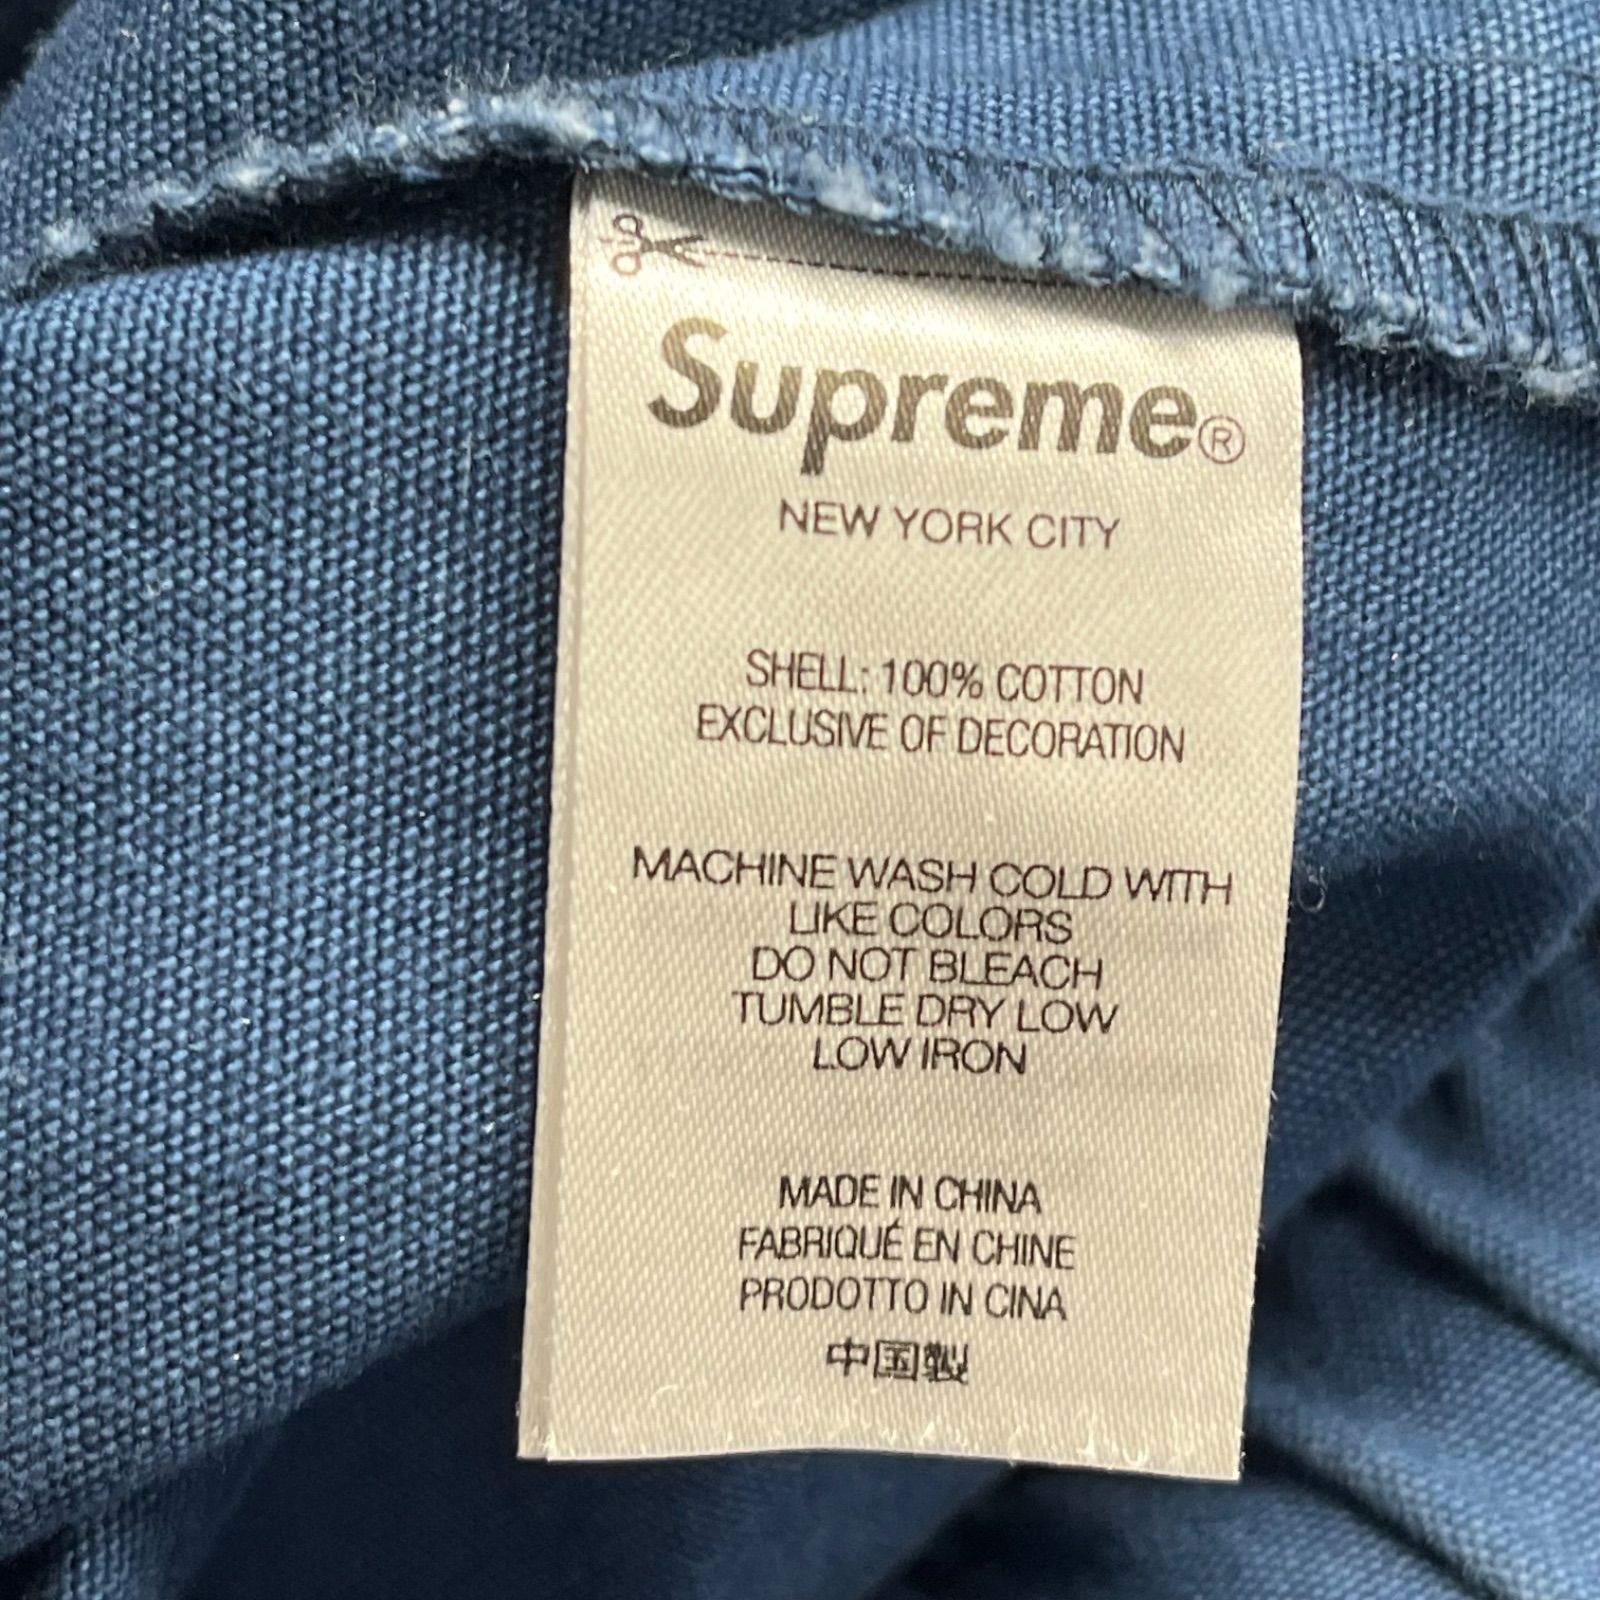 Supreme®
NEW YORK CITY
SHELL: 100% COTTON
EXCLUSIVE OF DECORATION
MACHINE WASH COLD WITH
LIKE COLORS
DO NOT BLEACH
TUMBLE DRY LOW
LOW IRON
MADE IN CHINA
FABRIQUÉ EN CHINE
PRODOTTO IN CINA
中国製